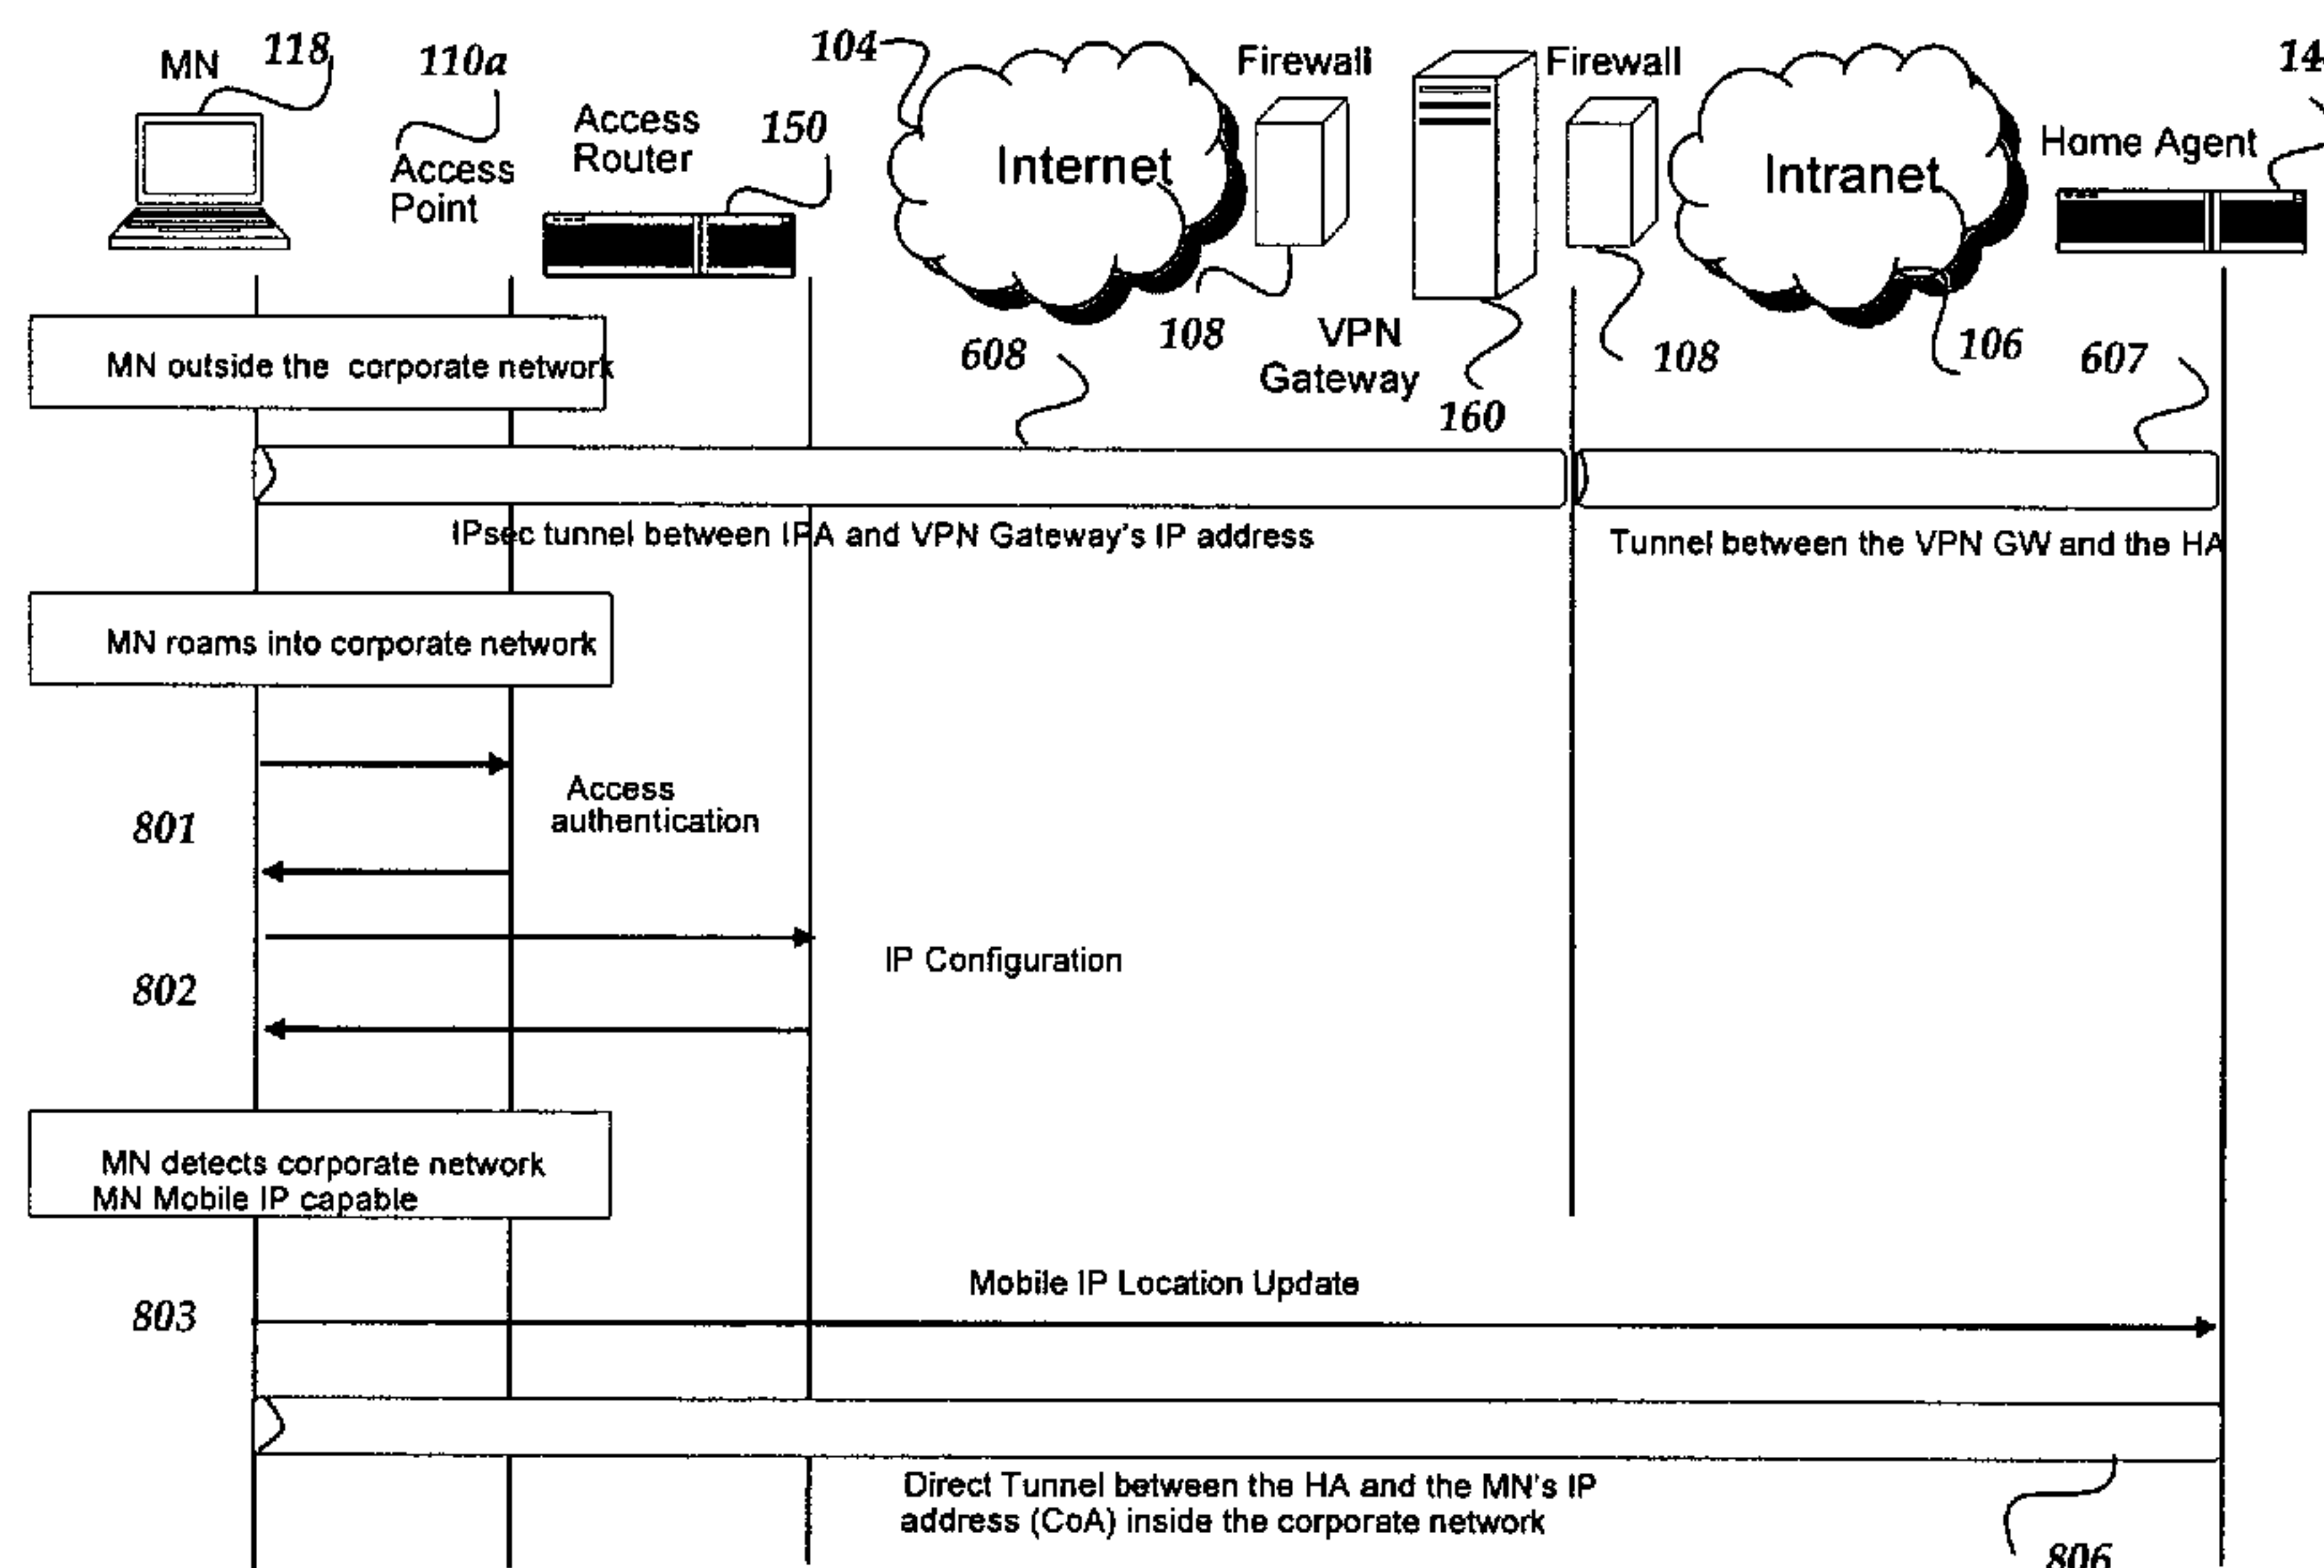 MN
118
110a
104
Firewall
Firewall
14
Access
Router
150
Access
Point
Internet
Intranet
Home Agent
608
108
VPN
Gateway
160
108
106
607
MN outside the corporate network
IPsec tunnel between IPA and VPN Gateway's IP address
Tunnel between the VPN GW and the HA
MN roams into corporate network
801
Access
authentication
802
IP Configuration
MN detects corporate network
MN Mobile IP capable
803
Mobile IP Location Update
Direct Tunnel between the HA and the MN's IP
address (CoA) inside the corporate network
806